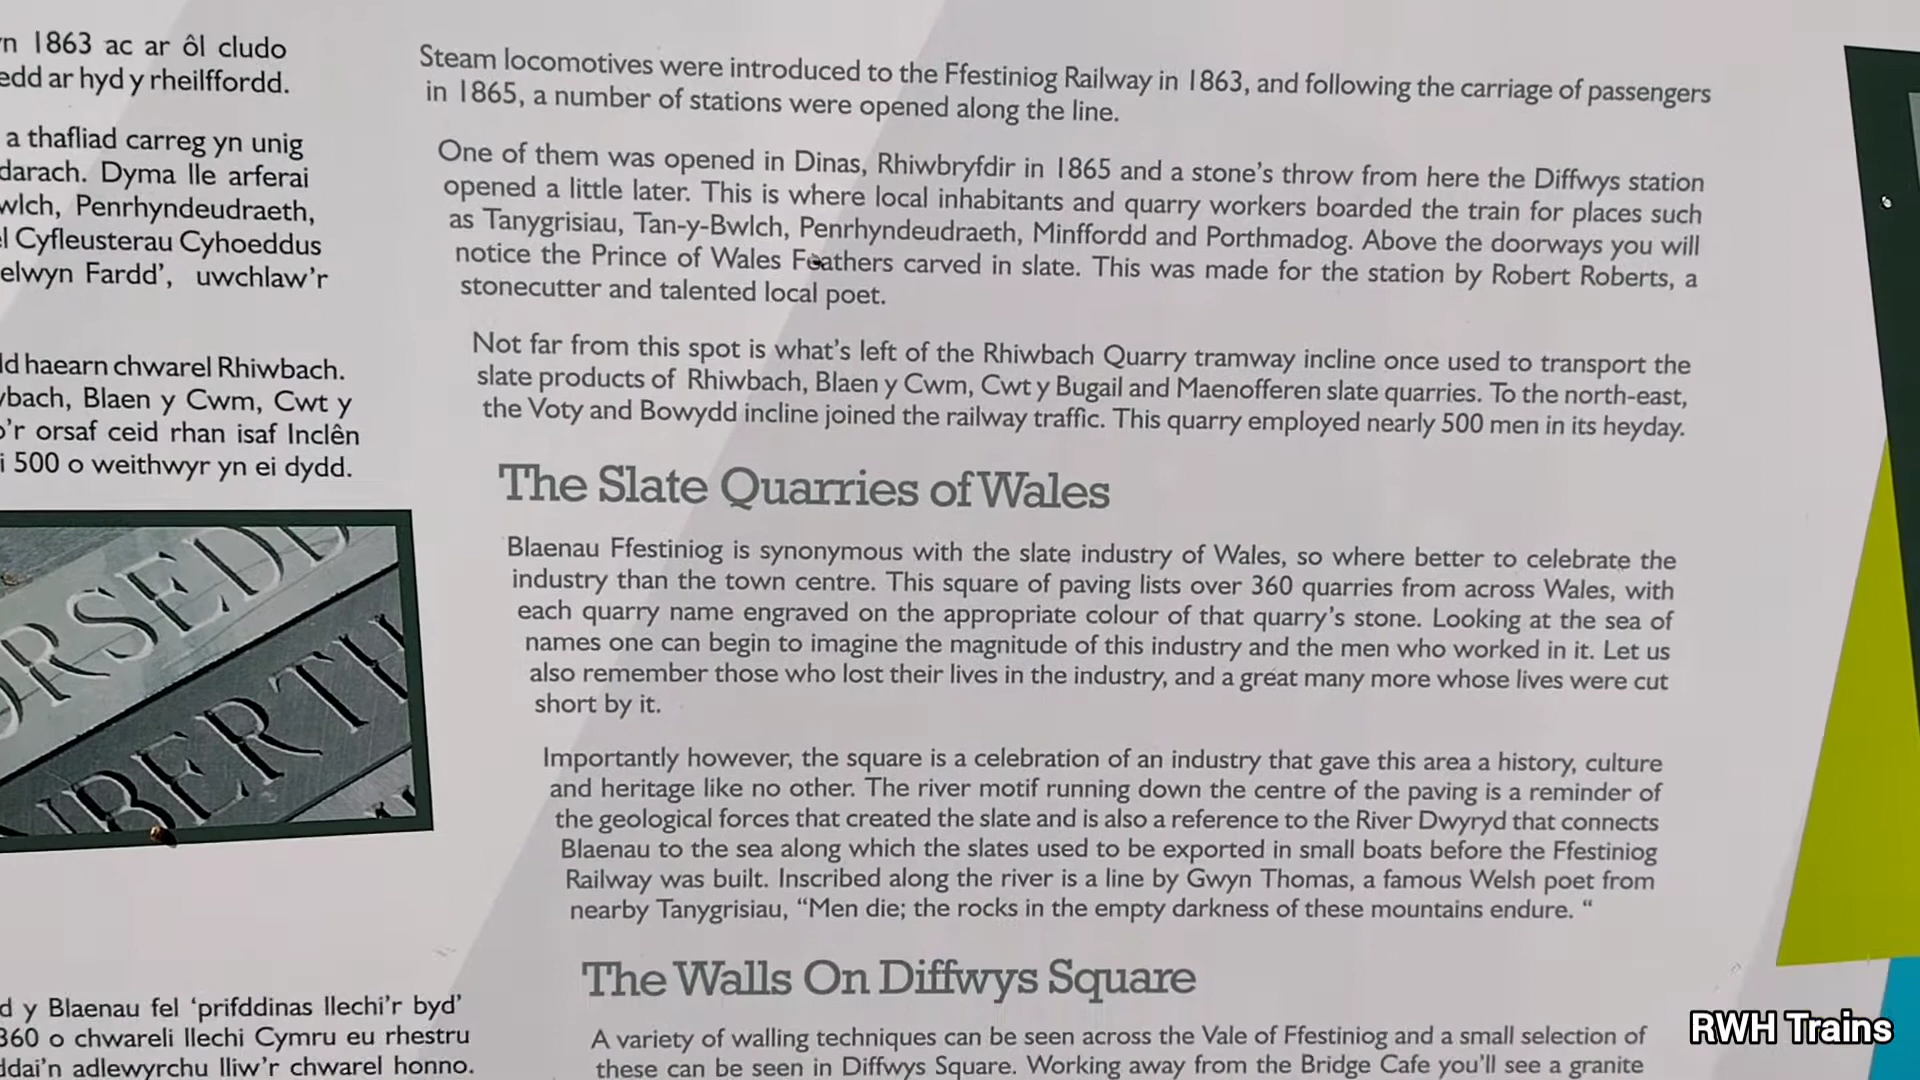 n 1863 ac ar ôl cludo
edd ar hyd y rheilffordd.
a thafliad carreg yn unig
darach. Dyma lle arferai
wlch, Penrhyndeudraeth,
l Cyfleusterau Cyhoeddus
elwyn Fardd’, uwchlaw’r
ld haearn chwarel Rhiwbach.
bach, Blaen y Cwm, Cwt y
o’r orsaf ceid rhan isaf Inclên
i 500 o weithwyr yn ei dydd.
ORSEDD
BERTH
d y Blaenau fel ‘prifddinas llechi’r byd’
360 o chwareli llechi Cymru eu rhestru
ddai’n adlewyrchu lliw’r chwarel honno.
Steam locomotives were introduced to the Ffestiniog Railway in 1863, and following the carriage of passengers
in 1865, a number of stations were opened along the line.
One of them was opened in Dinas, Rhiwbryfdir in 1865 and a stone’s throw from here the Diffwys station
opened a little later. This is where local inhabitants and quarry workers boarded the train for places such
as Tanygrisiau, Tan-y-Bwlch, Penrhyndeudraeth, Minffordd and Porthmadog. Above the doorways you will
notice the Prince of Wales Feathers carved in slate. This was made for the station by Robert Roberts, a
stonecutter and talented local poet.
Not far from this spot is what’s left of the Rhiwbach Quarry tramway incline once used to transport the
slate products of Rhiwbach, Blaen y Cwm, Cwt y Bugail and Maenofferen slate quarries. To the north-east,
the Voty and Bowydd incline joined the railway traffic. This quarry employed nearly 500 men in its heyday.
The Slate Quarries of Wales
Blaenau Ffestiniog is synonymous with the slate industry of Wales, so where better to celebrate the
industry than the town centre. This square of paving lists over 360 quarries from across Wales, with
each quarry name engraved on the appropriate colour of that quarry’s stone. Looking at the sea of
names one can begin to imagine the magnitude of this industry and the men who worked in it. Let us
also remember those who lost their lives in the industry, and a great many more whose lives were cut
short by it.
Importantly however, the square is a celebration of an industry that gave this area a history, culture
and heritage like no other. The river motif running down the centre of the paving is a reminder of
the geological forces that created the slate and is also a reference to the River Dwyryd that connects
Blaenau to the sea along which the slates used to be exported in small boats before the Ffestiniog
Railway was built. Inscribed along the river is a line by Gwyn Thomas, a famous Welsh poet from
nearby Tanygrisiau, “Men die; the rocks in the empty darkness of these mountains endure. “
The Walls On Diffwys Square
A variety of walling techniques can be seen across the Vale of Ffestiniog and a small selection of
these can be seen in Diffwys Square. Working away from the Bridge Cafe you’ll see a granite
RWH Trains